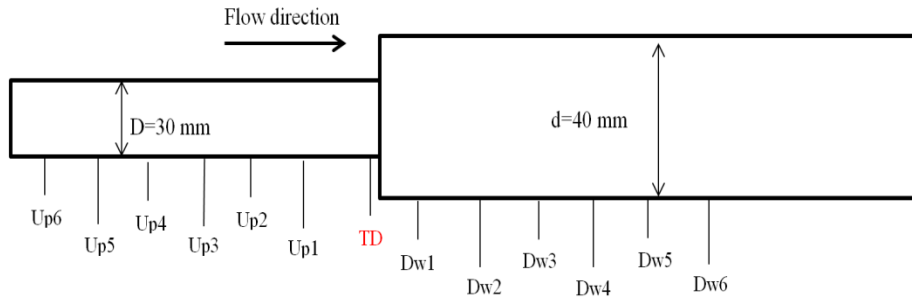 Flow direction
D=30 mm
d=40 mm
Up6
Up5
Up4
Up3
Up2
Up1
TD
Dw1
Dw2
Dw3
Dw4
Dw5
Dw6